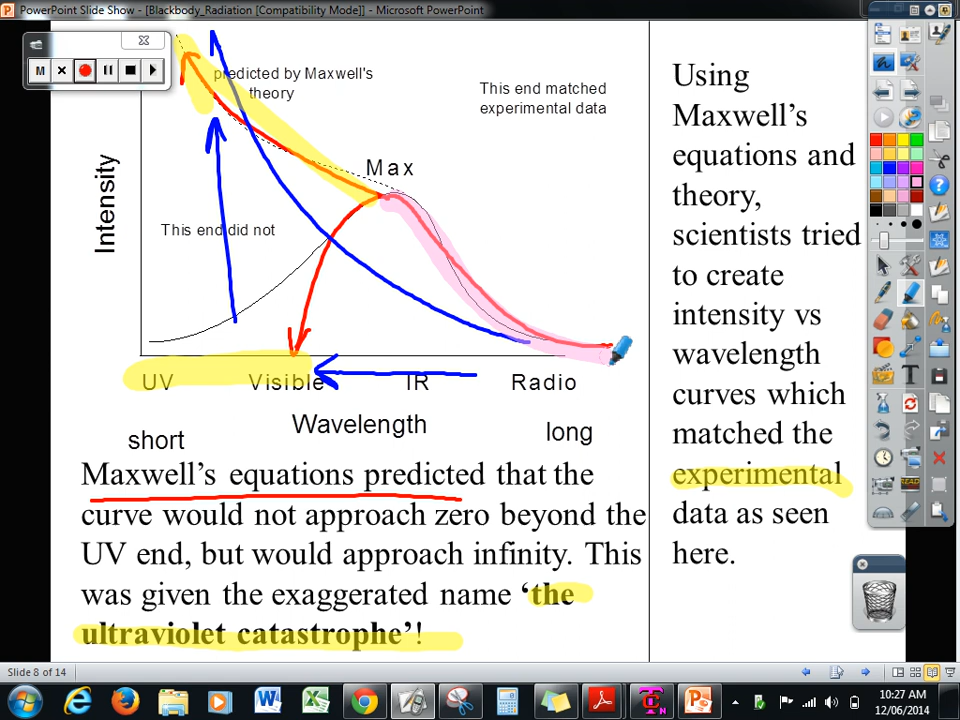 PowerPoint Slide Show - [Blackbody_Radiation [Compatibility Mode]] - Microsoft PowerPoint
M
predicted by Maxwell's
theory
This end matched
experimental data
Max
Intensity
This end did not
UV Visible IR Radio
Wavelength
short
long
Maxwell’s equations predicted that the
curve would not approach zero beyond the
UV end, but would approach infinity. This
was given the exaggerated name ‘the
ultraviolet catastrophe’!
Using
Maxwell’s
equations and
theory,
scientists tried
to create
intensity vs
wavelength
curves which
matched the
experimental
data as seen
here.
T
READ
Slide 8 of 14
10:27 AM
12/06/2014